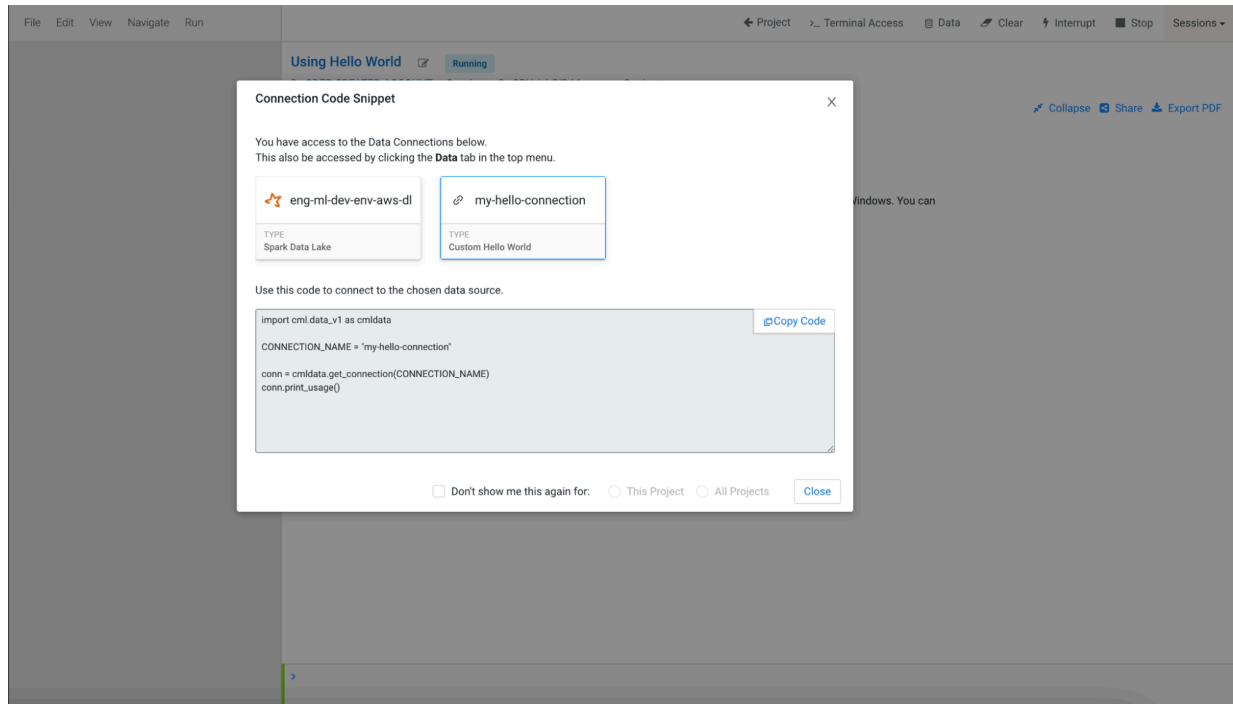 File Edit View Navigate Run
Project >_ Terminal Access Data Clear Interrupt Stop Sessions
Using Hello World Running
Connection Code Snippet
Collapse Share Export PDF
You have access to the Data Connections below.
This also be accessed by clicking the Data tab in the top menu.
eng-ml-dev-env-aws-dl my-hello-connection
Windows. You can
TYPE TYPE
Spark Data Lake Custom Hello World
Use this code to connect to the chosen data source.
import cml.data_v1 as cmldata
Copy Code
CONNECTION_NAME = "my-hello-connection"
conn = cmldata.get_connection(CONNECTION_NAME)
conn.print_usage()
Don't show me this again for: This Project All Projects Close